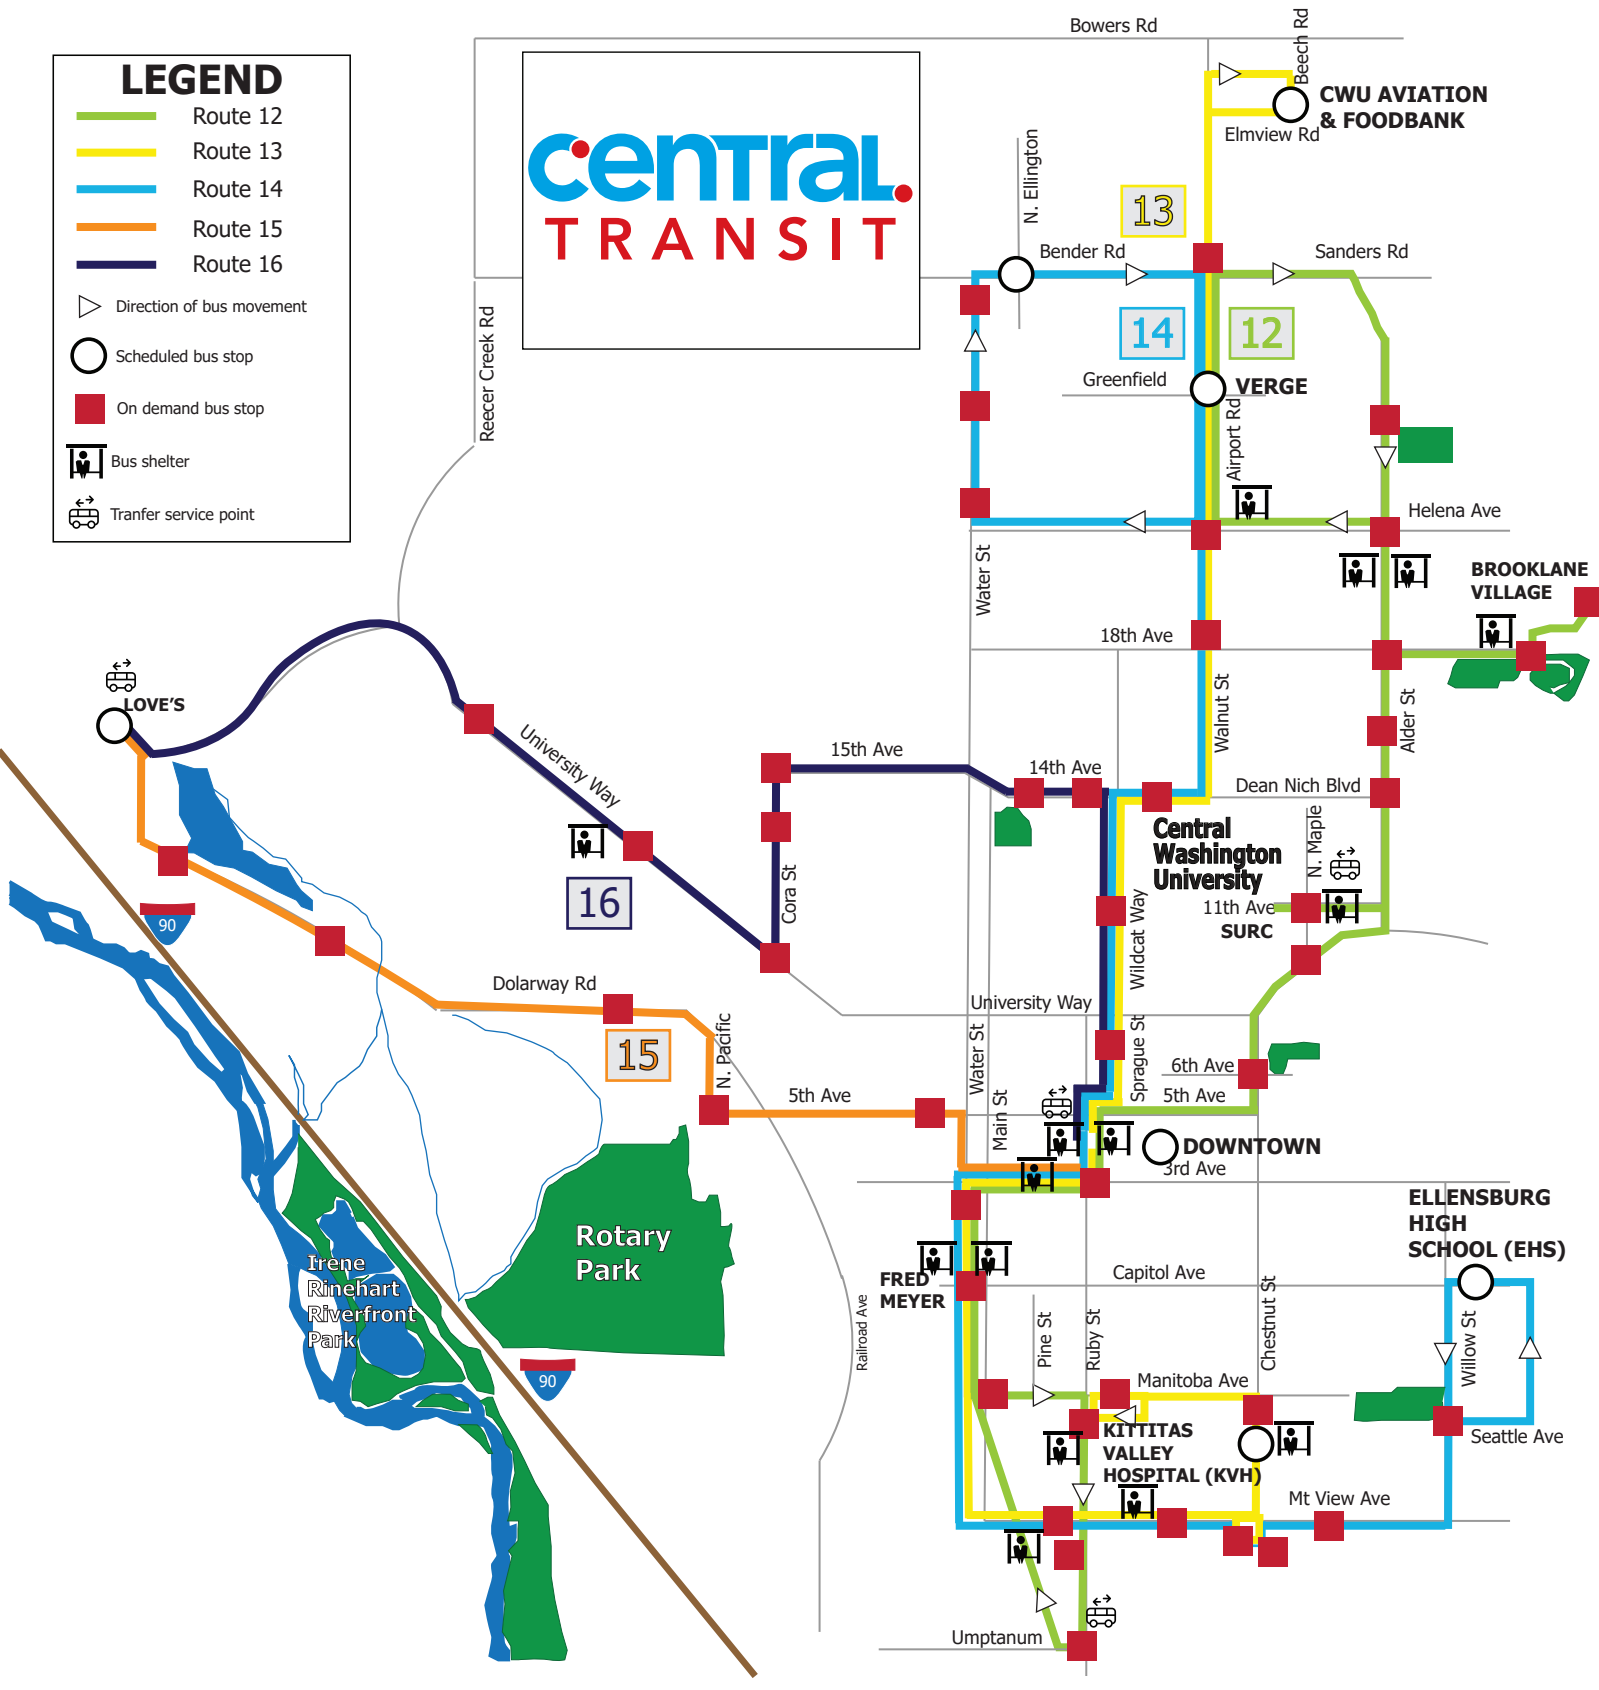 LEGEND
Route 12
Route 13
Route 14
Route 15
Route 16
Direction of bus movement
Scheduled bus stop
On demand bus stop
Bus shelter
Tranfer service point
central.
TRANSIT
Bowers Rd
Beech Rd
CWU AVIATION
& FOODBANK
Elmview Rd
N. Ellington
13
Bender Rd
Sanders Rd
Reecer Creek Rd
14
12
Greenfield
VERGE
Airport Rd
Helena Ave
Water St
BROOKLANE
VILLAGE
18th Ave
LOVE'S
Walnut St
Alder St
University Way
15th Ave
14th Ave
Dean Nich Blvd
Central
Washington
University
N. Maple
16
Cora St
Wildcat Way
11th Ave
SURC
90
Dolarway Rd
University Way
15
N. Pacific
Water St
Sprague St
6th Ave
5th Ave
5th Ave
Main St
DOWNTOWN
3rd Ave
ELLENSBURG
HIGH
SCHOOL (EHS)
Rotary
Park
Irene
Rinehart
Riverfront
Park
FRED
MEYER
Capitol Ave
Railroad Ave
Pine St
Ruby St
Chestnut St
Willow St
90
Manitoba Ave
KITTITAS
VALLEY
HOSPITAL (KVH)
Seattle Ave
Mt View Ave
Umptanum